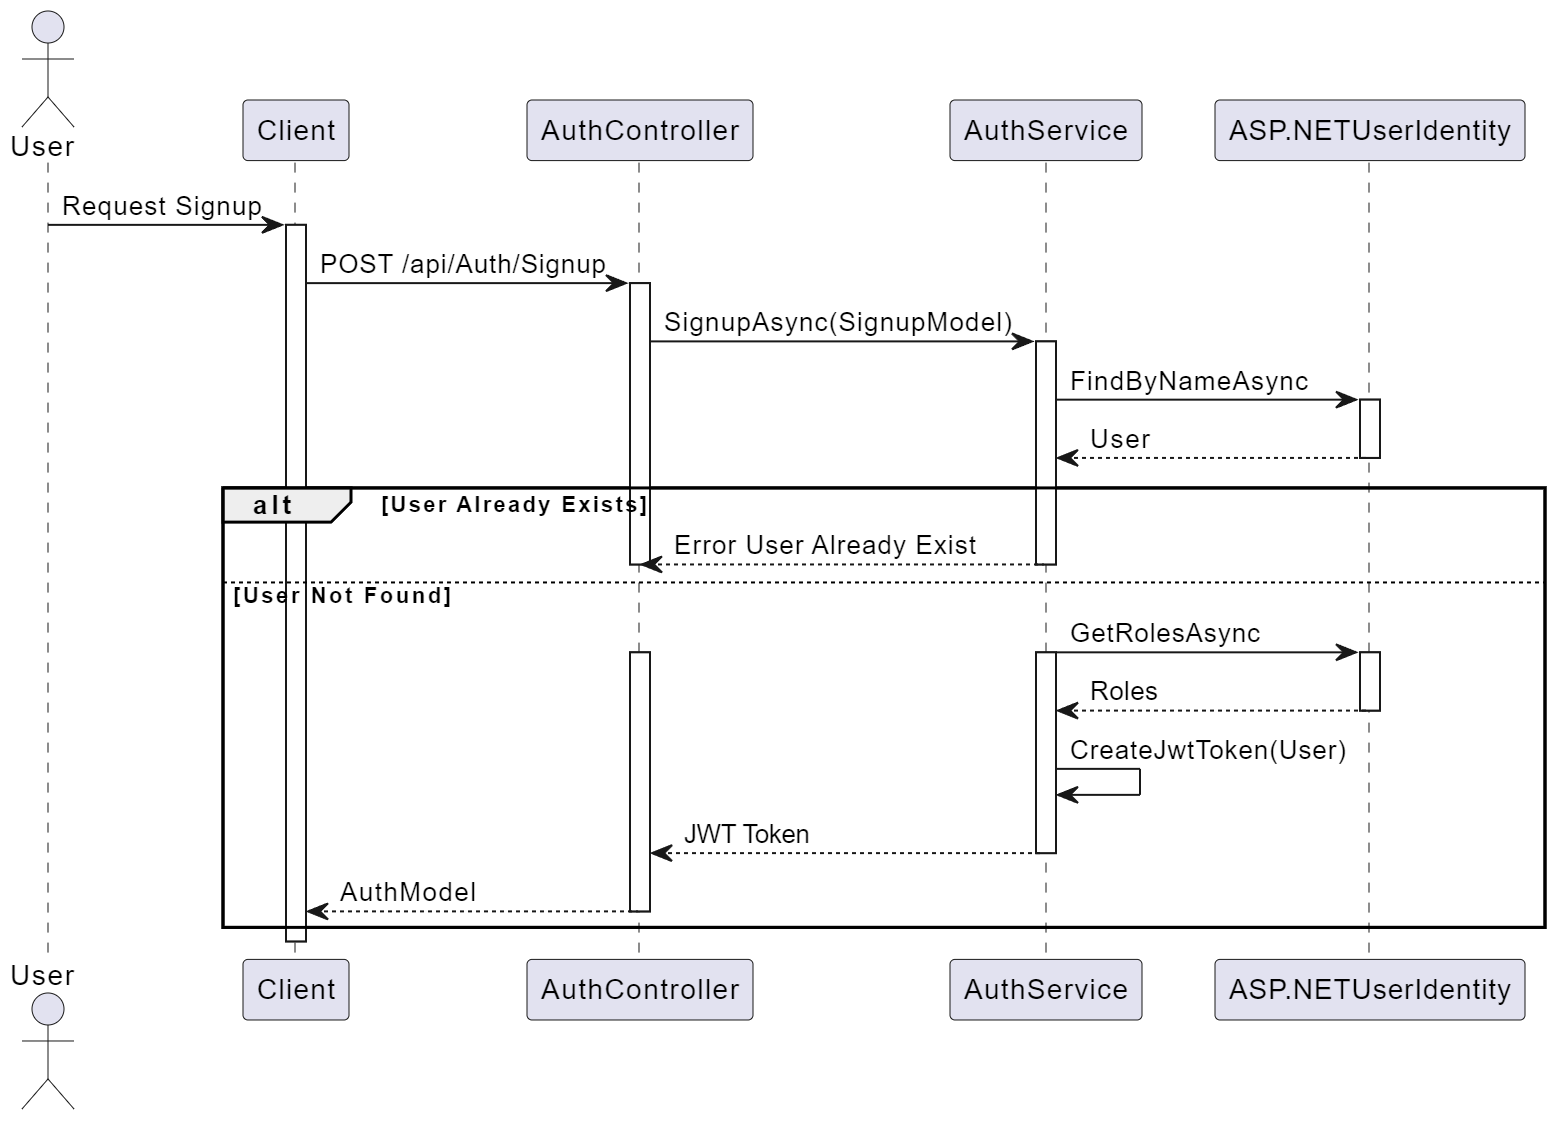 User
Client
AuthController
AuthService
ASP.NETUserIdentity
Request Signup
POST /api/Auth/Signup
SignupAsync(SignupModel)
FindByNameAsync
User
alt
[User Already Exists]
Error User Already Exist
[User Not Found]
GetRolesAsync
Roles
CreateJwtToken(User)
JWT Token
AuthModel
User
Client
AuthController
AuthService
ASP.NETUserIdentity